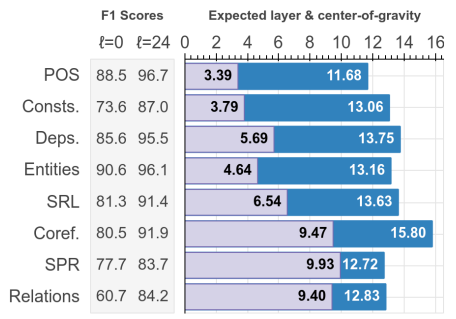 F1 Scores Expected layer & center-of-gravity
ℓ=0 ℓ=24 0 2 4 6 8 10 12 14 16
POS 88.5 96.7 3.39 11.68
Consts. 73.6 87.0 3.79 13.06
Deps. 85.6 95.5 5.69 13.75
Entities 90.6 96.1 4.64 13.16
SRL 81.3 91.4 6.54 13.63
Coref. 80.5 91.9 9.47 15.80
SPR 77.7 83.7 9.93 12.72
Relations 60.7 84.2 9.40 12.83